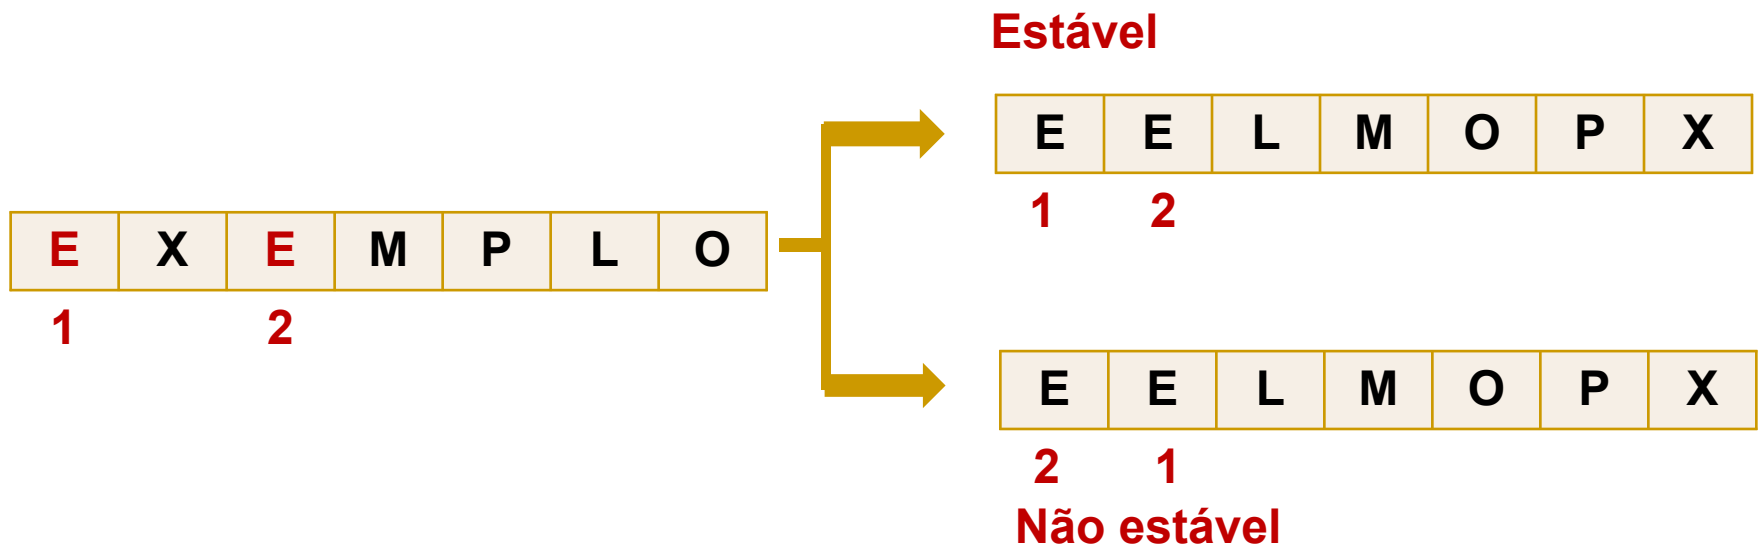 Estável
E E L M O P X
1 2
E X E M P L O
1 2
E E L M O P X
2 1
Não estável